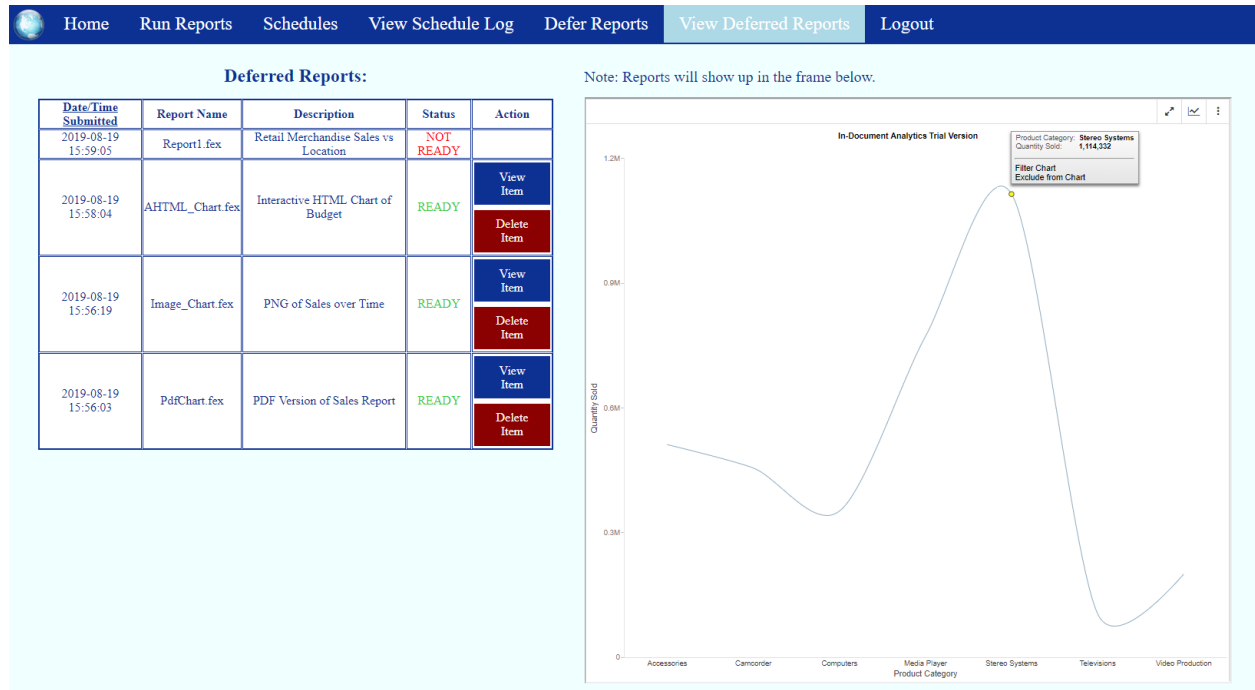 Home Run Reports Schedules View Schedule Log Defer Reports View Deferred Reports Logout
Deferred Reports:
Date/Time
Submitted
Report Name
Description
Status
Action
2019-08-19
15:59:05
Report1.fex
Retail Merchandise Sales vs
Location
NOT
READY
2019-08-19
15:58:04
AHTML_Chart.fex
Interactive HTML Chart of
Budget
READY
View
Item
Delete
Item
2019-08-19
15:56:19
Image_Chart.fex
PNG of Sales over Time
READY
View
Item
Delete
Item
2019-08-19
15:56:03
PdfChart.fex
PDF Version of Sales Report
READY
View
Item
Delete
Item
Note: Reports will show up in the frame below.
In-Document Analytics Trial Version
Product Category: Stereo Systems
Quantity Sold: 1,114,332
Filter Chart
Exclude from Chart
1.2M
0.9M
0.6M
0.3M
0
Quantity Sold
Accessories Camcorder Computers Media Player Stereo Systems Televisions Video Production
Product Category